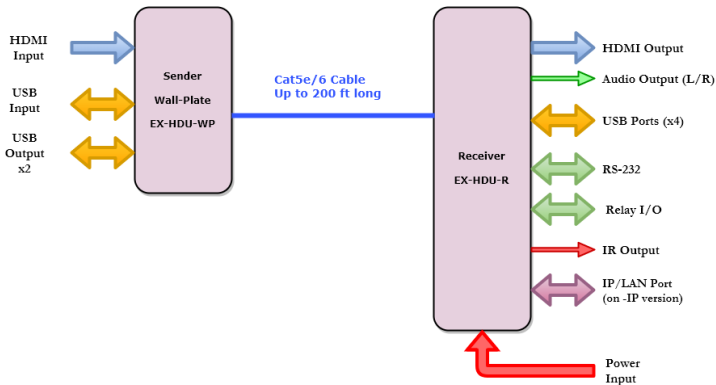 HDMI
Input
USB
Input
USB
Output
x2
Sender
Wall-Plate
EX-HDU-WP
Cat5e/6 Cable
Up to 200 ft long
Receiver
EX-HDU-R
HDMI Output
Audio Output (L/R)
USB Ports (x4)
RS-232
Relay I/O
IR Output
IP/LAN Port
(on -IP version)
Power
Input